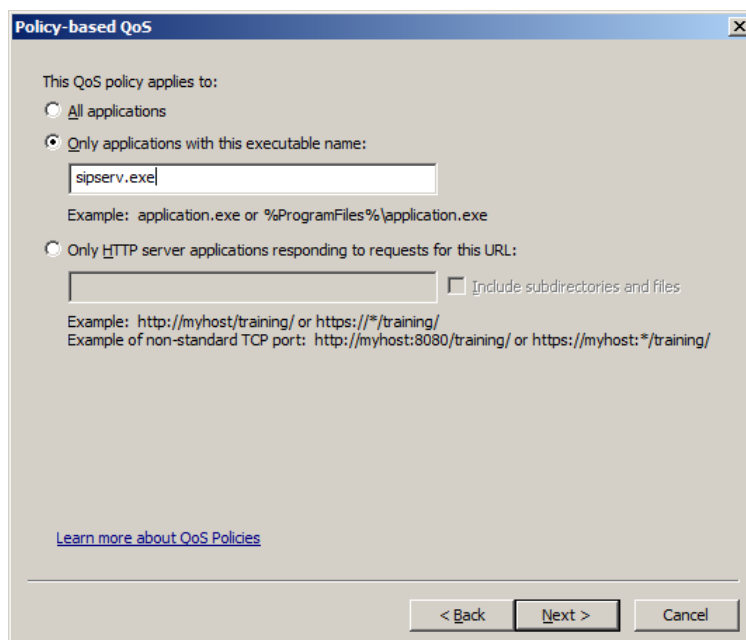 Policy-based QoS
This QoS policy applies to:
All applications
Only applications with this executable name:
sipserv.exe
Example: application.exe or %ProgramFiles%\application.exe
Only HTTP server applications responding to requests for this URL:
Include subdirectories and files
Example: http://myhost/training/ or https://*/training/
Example of non-standard TCP port: http://myhost:8080/training/ or https://myhost:*/training/
Learn more about QoS Policies
< Back Next > Cancel